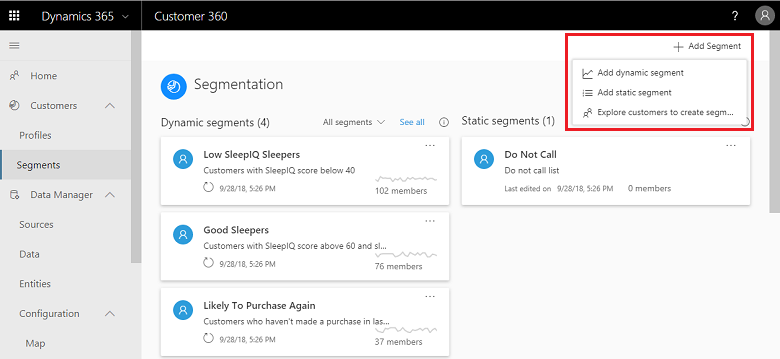 Dynamics 365
Customer 360
?
Add Segment
Add dynamic segment
Add static segment
Explore customers to create segm...
Home
Customers
Profiles
Segments
Data Manager
Sources
Data
Entities
Configuration
Map
Segmentation
Dynamic segments (4)
All segments
See all
Static segments (1)
Low SleepIQ Sleepers
Customers with SleepIQ score below 40
9/28/18, 5:26 PM
102 members
Do Not Call
Do not call list
Last edited on 9/28/18, 5:26 PM 0 members
Good Sleepers
Customers with SleepIQ score above 60 and sl...
9/28/18, 5:26 PM
76 members
Likely To Purchase Again
Customers who haven't made a purchase in las...
9/28/18, 5:26 PM
37 members